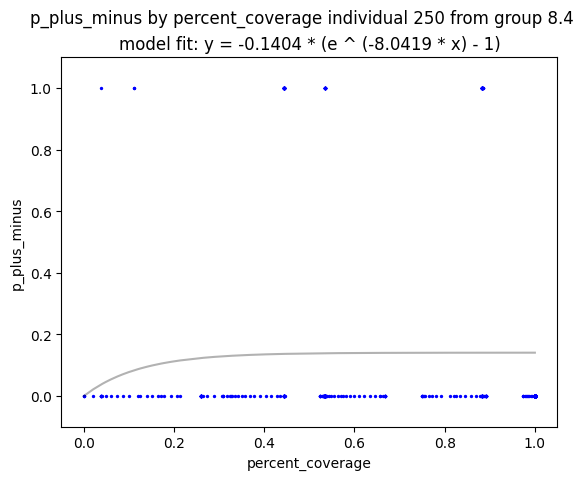 p_plus_minus by percent_coverage individual 250 from group 8.4
model fit: y = -0.1404 * (e ^ (-8.0419 * x) - 1)
1.0
0.8
0.6
0.4
0.2
0.0
p_plus_minus
0.0 0.2 0.4 0.6 0.8 1.0
percent_coverage